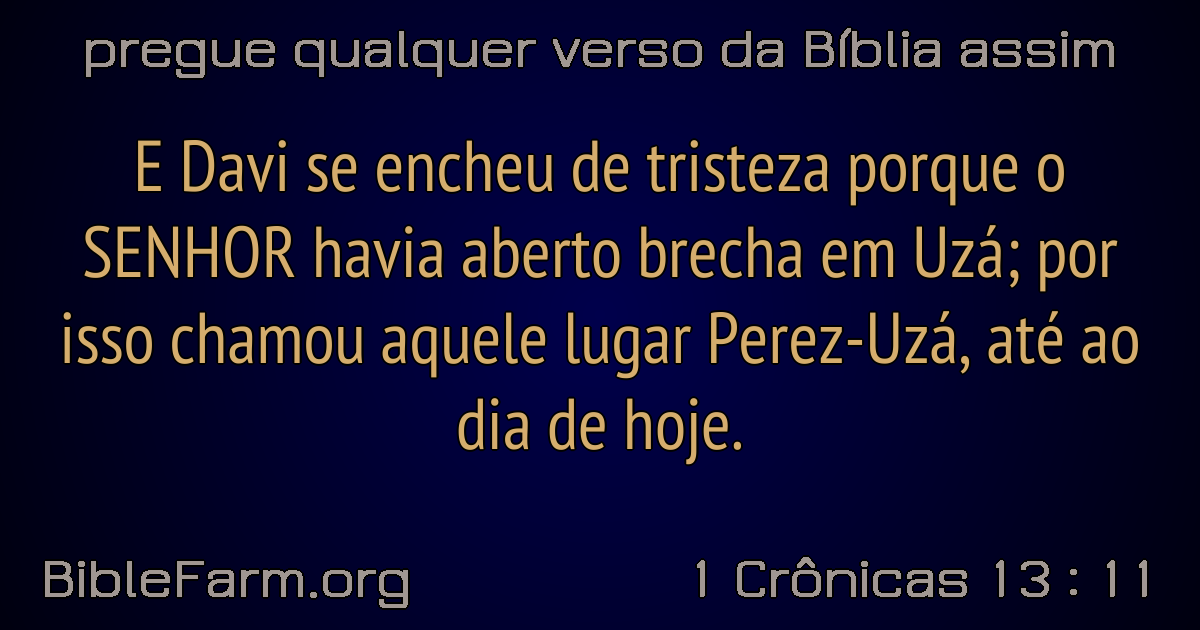 pregue qualquer verso da Bíblia assim
E Davi se encheu de tristeza porque o
SENHOR havia aberto brecha em Uzá; por
isso chamou aquele lugar Perez-Uzá, até ao
dia de hoje.
BibleFarm.org
1 Crônicas 13 : 11